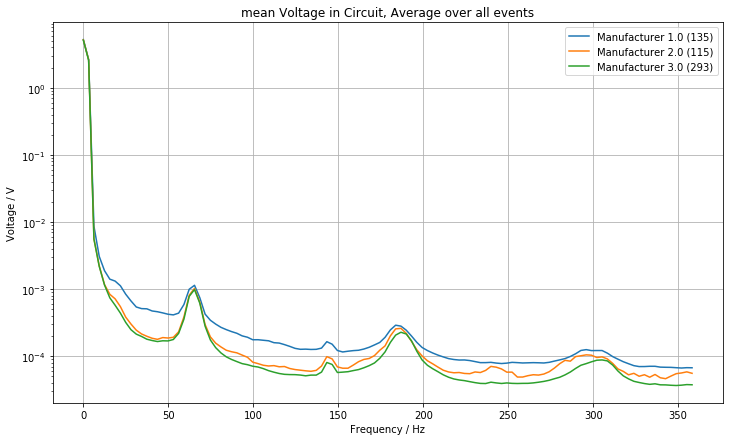 mean Voltage in Circuit, Average over all events
Manufacturer 1.0 (135)
Manufacturer 2.0 (115)
Manufacturer 3.0 (293)
Voltage / V
10⁰
10⁻¹
10⁻²
10⁻³
10⁻⁴
0 50 100 150 200 250 300 350
Frequency / Hz